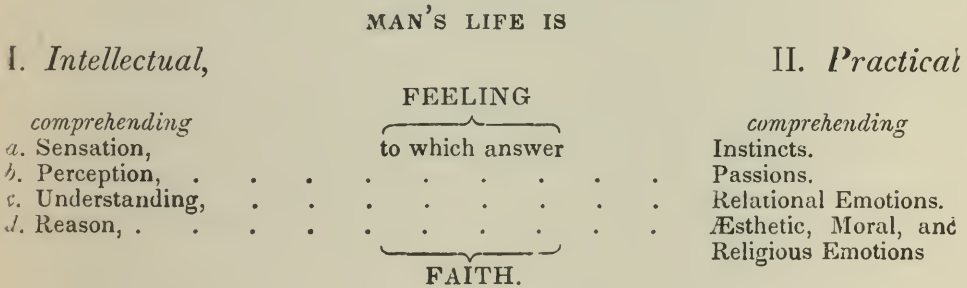 MAN'S LIFE IS
I. Intellectual,
II. Practical
FEELING
comprehending
comprehending
a. Sensation,
to which answer
Instincts.
b. Perception, . . . . . . . . . Passions.
c. Understanding, . . . . . . . . Relational Emotions.
d. Reason, . . . . . . . . . . Æsthetic, Moral, and
Religious Emotions
FAITH.